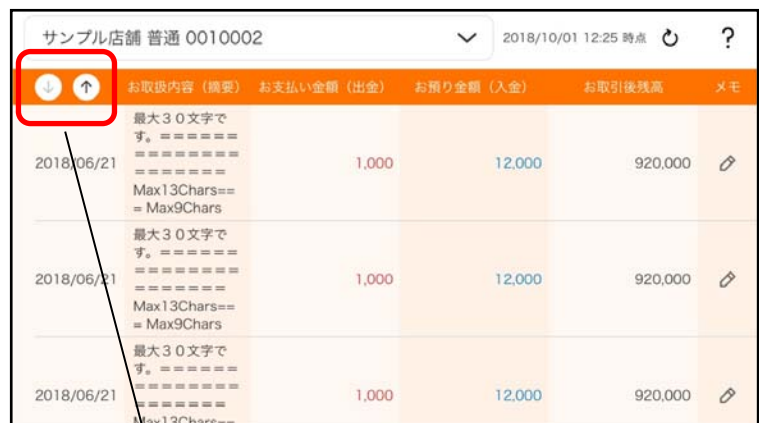 サンプル店舗 普通 0010002 2018/10/01 12:25 時点 ?
お取扱内容（摘要） お支払い金額（出金） お預り金額（入金） お取引後残高 メモ
最大３０文字で
す。＝＝＝＝＝＝
＝＝＝＝＝＝＝＝
2018/06/21 1,000 12,000 920,000
＝＝＝＝＝＝＝
Max13Chars==
= Max9Chars
最大３０文字で
す。＝＝＝＝＝＝
＝＝＝＝＝＝＝＝
2018/06/21 1,000 12,000 920,000
＝＝＝＝＝＝＝
Max13Chars==
= Max9Chars
最大３０文字で
す。＝＝＝＝＝＝
＝＝＝＝＝＝＝＝
2018/06/21 1,000 12,000 920,000
＝＝＝＝＝＝＝
Max13Chars==